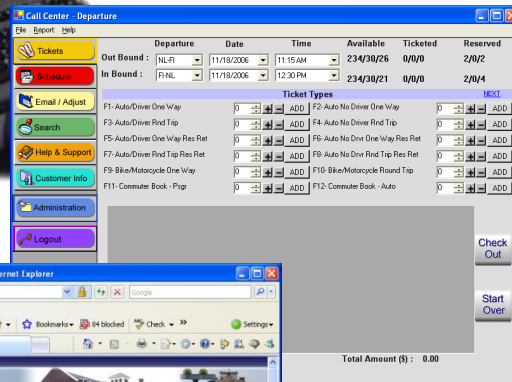 Call Center - Departure
File Report Help
Departure Date Time Available Ticketed Reserved
Out Bound : NL-FI 11/18/2006 11:15 AM 234/30/26 0/0/0 2/0/2
In Bound : FI-NL 11/18/2006 12:30 PM 234/30/21 0/0/0 2/0/4
Tickets
Schedule
Email / Adjust
Search
Help & Support
Customer Info
Administration
Logout
Ticket Types NEXT
F1- Auto/Driver One Way 0 ADD F2- Auto No Driver One Way 0 ADD
F3- Auto/Driver Rnd Trip 0 ADD F4- Auto No Driver Rnd Trip 0 ADD
F5- Auto/Driver One Way Res Ret 0 ADD F6- Auto No Drvr One Way Res Ret 0 ADD
F7- Auto/Driver Rnd Trip Res Ret 0 ADD F8- Auto No Drvr Rnd Trip Res Ret 0 ADD
F9- Bike/Motorcycle One Way 0 ADD F10- Bike/Motorcycle Round Trip 0 ADD
F11- Commuter Book - Psgr 0 ADD F12- Commuter Book - Auto 0 ADD
Check Out
Start Over
Total Amount ($) : 0.00
ernet Explorer
Google
Bookmarks 84 blocked Check Settings